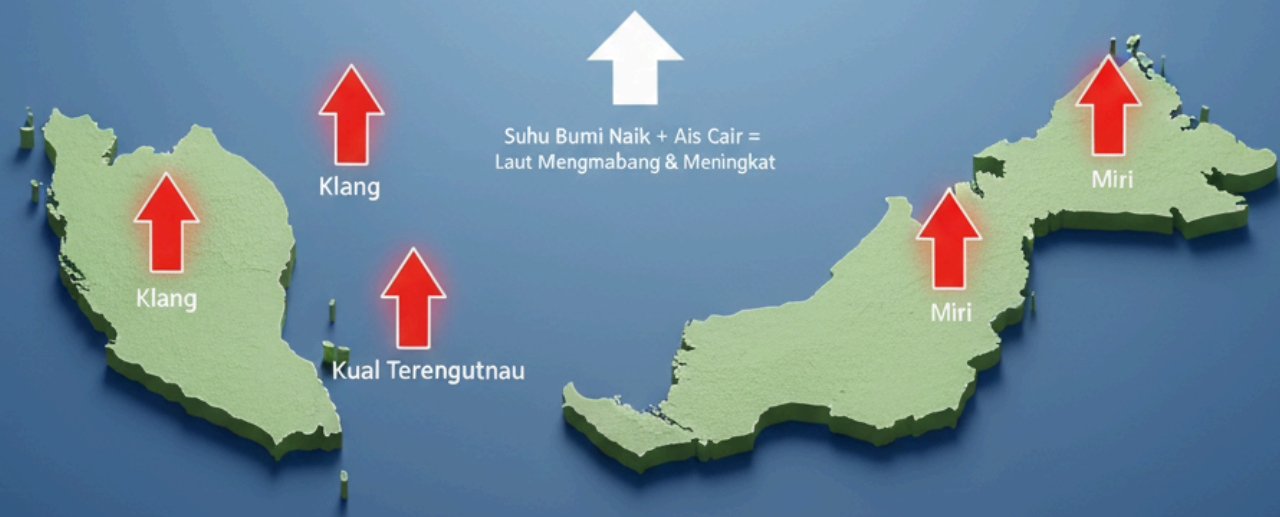 Suhu Bumi Naik + Ais Cair =
Laut Mengmabang & Meningkat
Klang
Klang
Kual Terengutnau
Miri
Miri